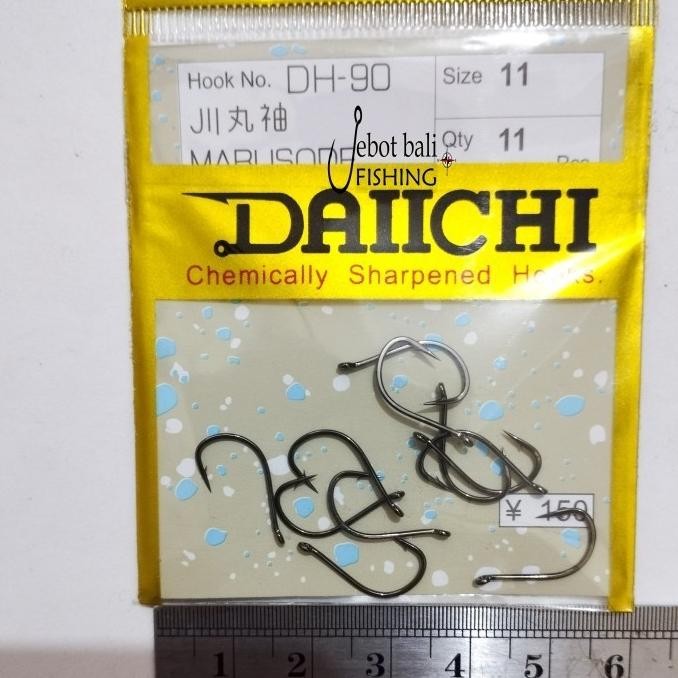 Hook No. DH-90
Size 11
川丸袖
Qty 11
MARUSODE
Jebot bali
FISHING
DAIICHI
Chemically Sharpened Hooks.
¥ 150
1 2 3 4 5 6